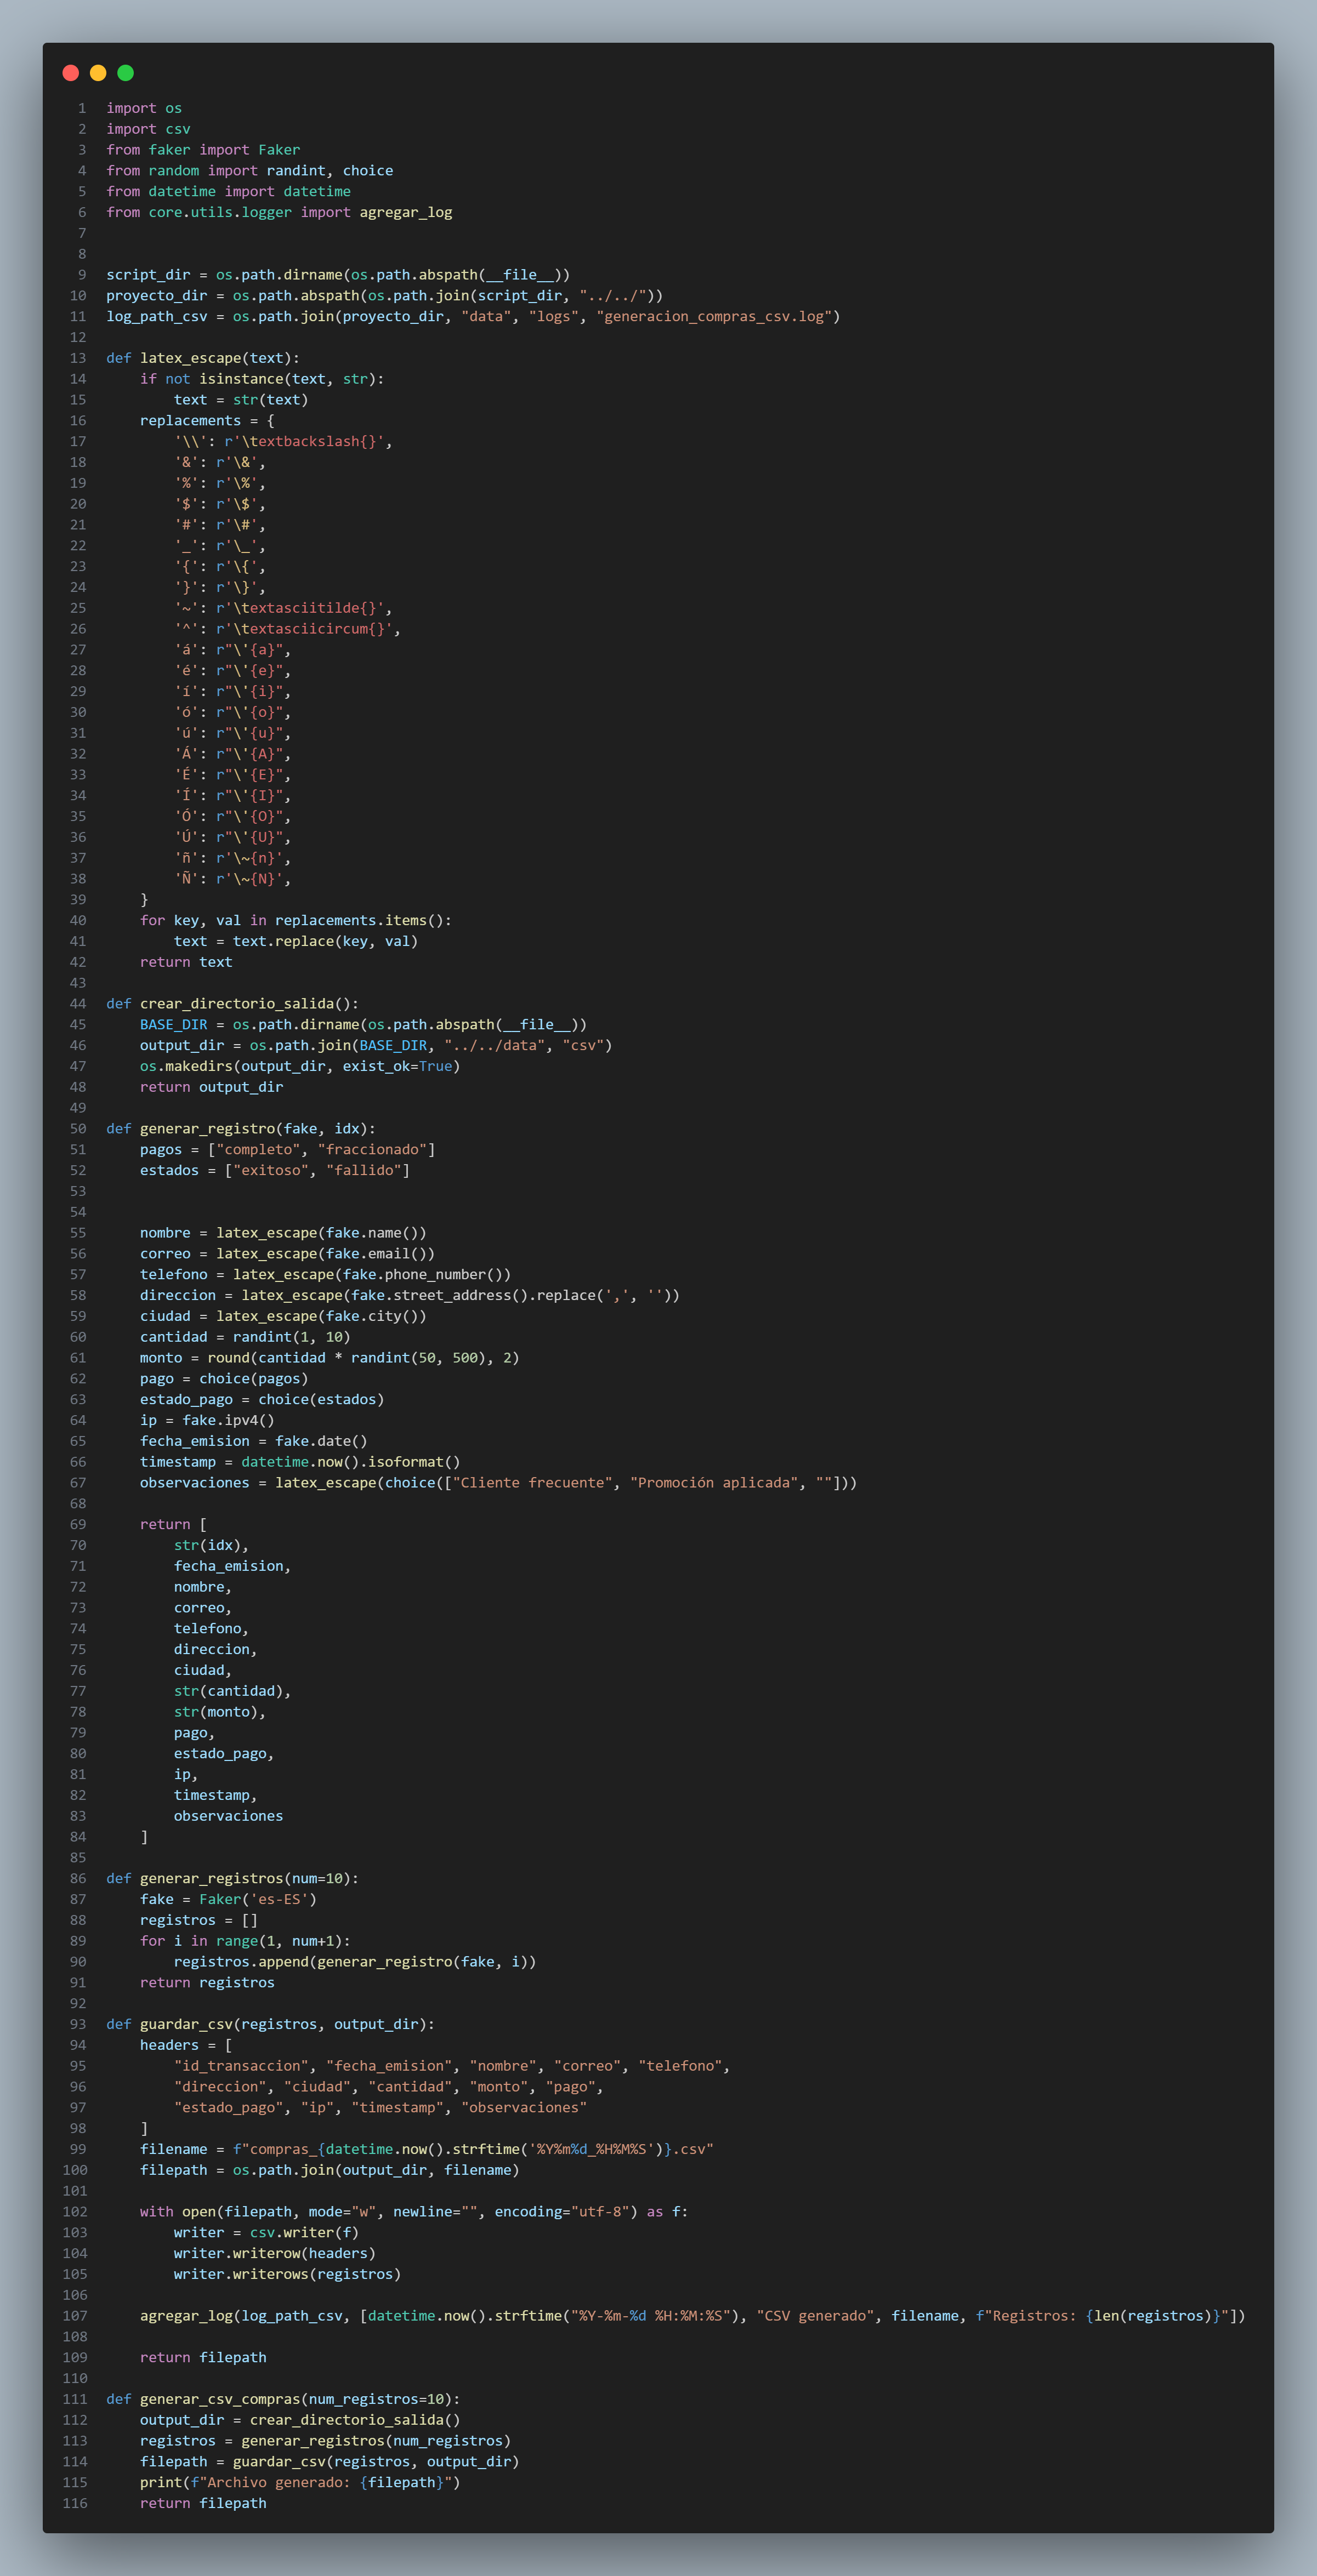 1 import os
2 import csv
3 from faker import Faker
4 from random import randint, choice
5 from datetime import datetime
6 from core.utils.logger import agregar_log
7
8
9 script_dir = os.path.dirname(os.path.abspath(__file__))
10 proyecto_dir = os.path.abspath(os.path.join(script_dir, "../../"))
11 log_path_csv = os.path.join(proyecto_dir, "data", "logs", "generacion_compras_csv.log")
12
13 def latex_escape(text):
14     if not isinstance(text, str):
15         text = str(text)
16     replacements = {
17         '\\': r'\textbackslash{}',
18         '&': r'\&',
19         '%': r'\%',
20         '$': r'\$',
21         '#': r'\#',
22         '_': r'\_',
23         '{': r'\{',
24         '}': r'\}',
25         '~': r'\textasciitilde{}',
26         '^': r'\textasciicircum{}',
27         'á': r"\'{a}",
28         'é': r"\'{e}",
29         'í': r"\'{i}",
30         'ó': r"\'{o}",
31         'ú': r"\'{u}",
32         'Á': r"\'{A}",
33         'É': r"\'{E}",
34         'Í': r"\'{I}",
35         'Ó': r"\'{O}",
36         'Ú': r"\'{U}",
37         'ñ': r'\~{n}',
38         'Ñ': r'\~{N}',
39     }
40     for key, val in replacements.items():
41         text = text.replace(key, val)
42     return text
43
44 def crear_directorio_salida():
45     BASE_DIR = os.path.dirname(os.path.abspath(__file__))
46     output_dir = os.path.join(BASE_DIR, "../../data", "csv")
47     os.makedirs(output_dir, exist_ok=True)
48     return output_dir
49
50 def generar_registro(fake, idx):
51     pagos = ["completo", "fraccionado"]
52     estados = ["exitoso", "fallido"]
53
54
55     nombre = latex_escape(fake.name())
56     correo = latex_escape(fake.email())
57     telefono = latex_escape(fake.phone_number())
58     direccion = latex_escape(fake.street_address().replace(',', ''))
59     ciudad = latex_escape(fake.city())
60     cantidad = randint(1, 10)
61     monto = round(cantidad * randint(50, 500), 2)
62     pago = choice(pagos)
63     estado_pago = choice(estados)
64     ip = fake.ipv4()
65     fecha_emision = fake.date()
66     timestamp = datetime.now().isoformat()
67     observaciones = latex_escape(choice(["Cliente frecuente", "Promoción aplicada", ""]))
68
69     return [
70         str(idx),
71         fecha_emision,
72         nombre,
73         correo,
74         telefono,
75         direccion,
76         ciudad,
77         str(cantidad),
78         str(monto),
79         pago,
80         estado_pago,
81         ip,
82         timestamp,
83         observaciones
84     ]
85
86 def generar_registros(num=10):
87     fake = Faker('es-ES')
88     registros = []
89     for i in range(1, num+1):
90         registros.append(generar_registro(fake, i))
91     return registros
92
93 def guardar_csv(registros, output_dir):
94     headers = [
95         "id_transaccion", "fecha_emision", "nombre", "correo", "telefono",
96         "direccion", "ciudad", "cantidad", "monto", "pago",
97         "estado_pago", "ip", "timestamp", "observaciones"
98     ]
99     filename = f"compras_{datetime.now().strftime('%Y%m%d_%H%M%S')}.csv"
100     filepath = os.path.join(output_dir, filename)
101
102     with open(filepath, mode="w", newline="", encoding="utf-8") as f:
103         writer = csv.writer(f)
104         writer.writerow(headers)
105         writer.writerows(registros)
106
107     agregar_log(log_path_csv, [datetime.now().strftime("%Y-%m-%d %H:%M:%S"), "CSV generado", filename, f"Registros: {len(registros)}"])
108
109     return filepath
110
111 def generar_csv_compras(num_registros=10):
112     output_dir = crear_directorio_salida()
113     registros = generar_registros(num_registros)
114     filepath = guardar_csv(registros, output_dir)
115     print(f"Archivo generado: {filepath}")
116     return filepath